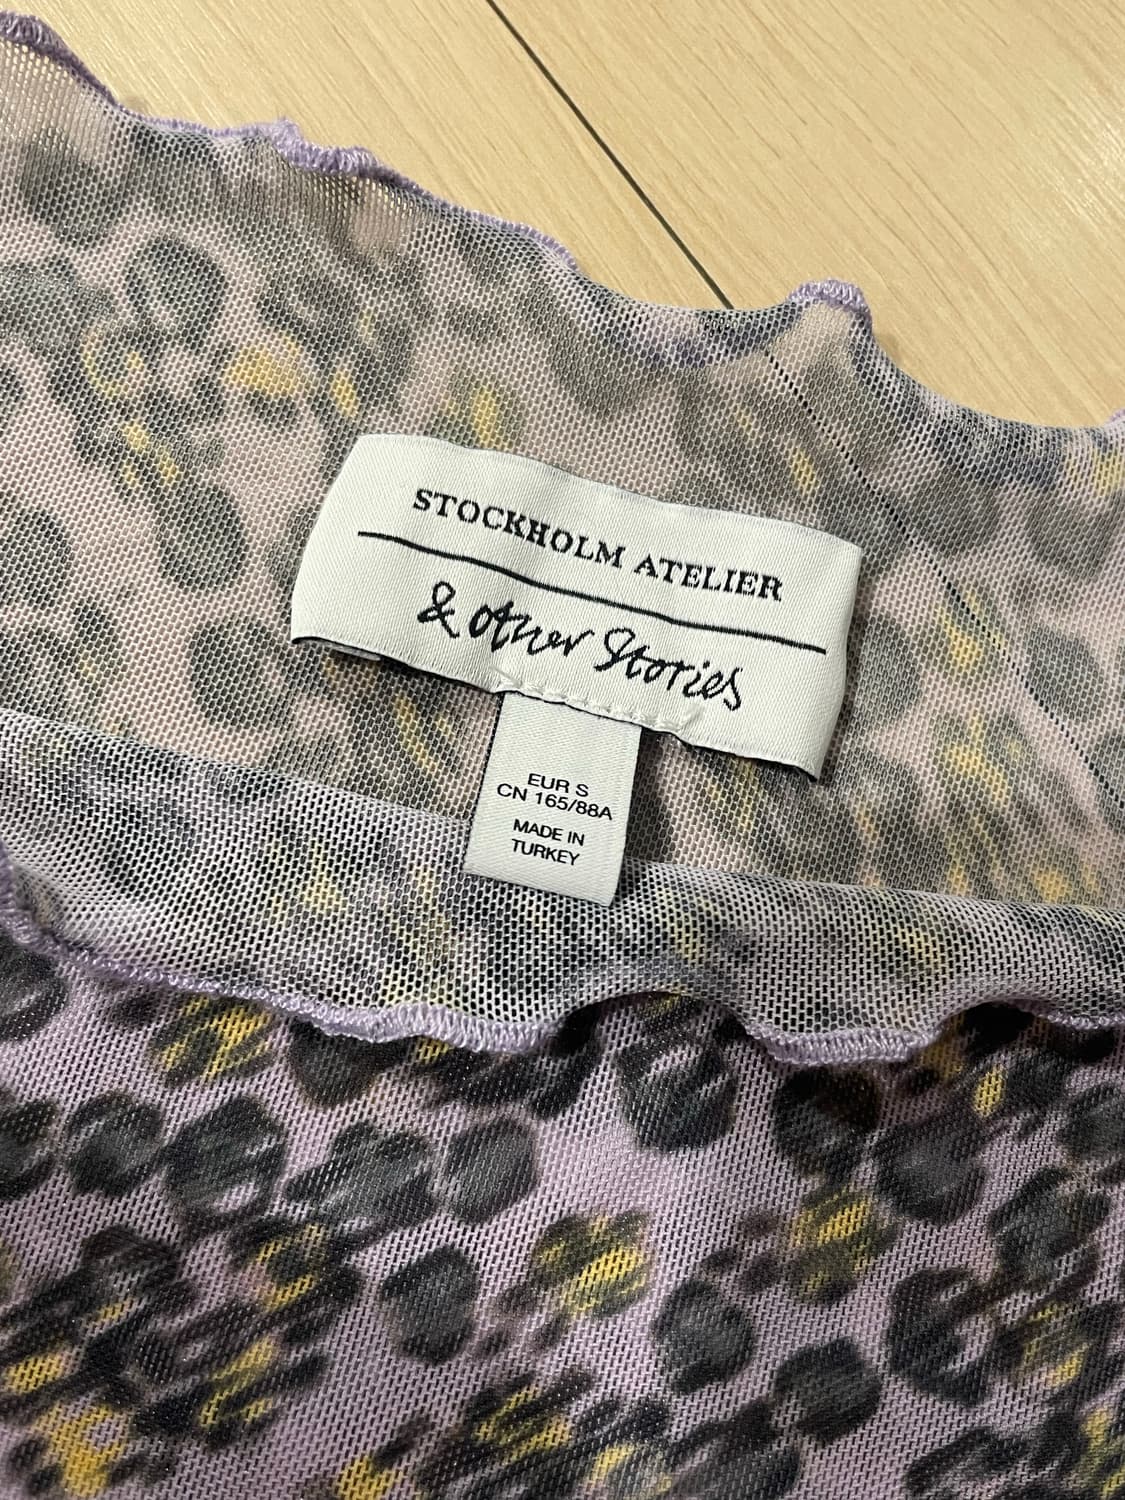 STOCKHOLM ATELIER
& other Stories
EUR S
CN 165/88A
MADE IN
TURKEY